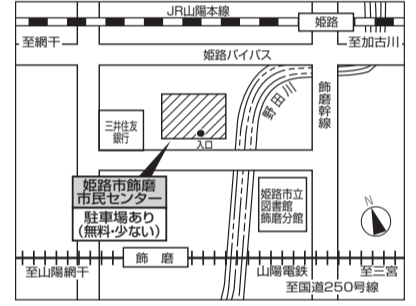 JR山陽本線
姫路
至網干
至加古川
姫路バイパス
三井住友
銀行
入口
野田川
飾磨幹線
姫路市飾磨
市民センター
駐車場あり
(無料・少ない)
姫路市立
図書館
飾磨分館
N
飾磨
至山陽網干
山陽電鉄
至三宮
至国道250号線